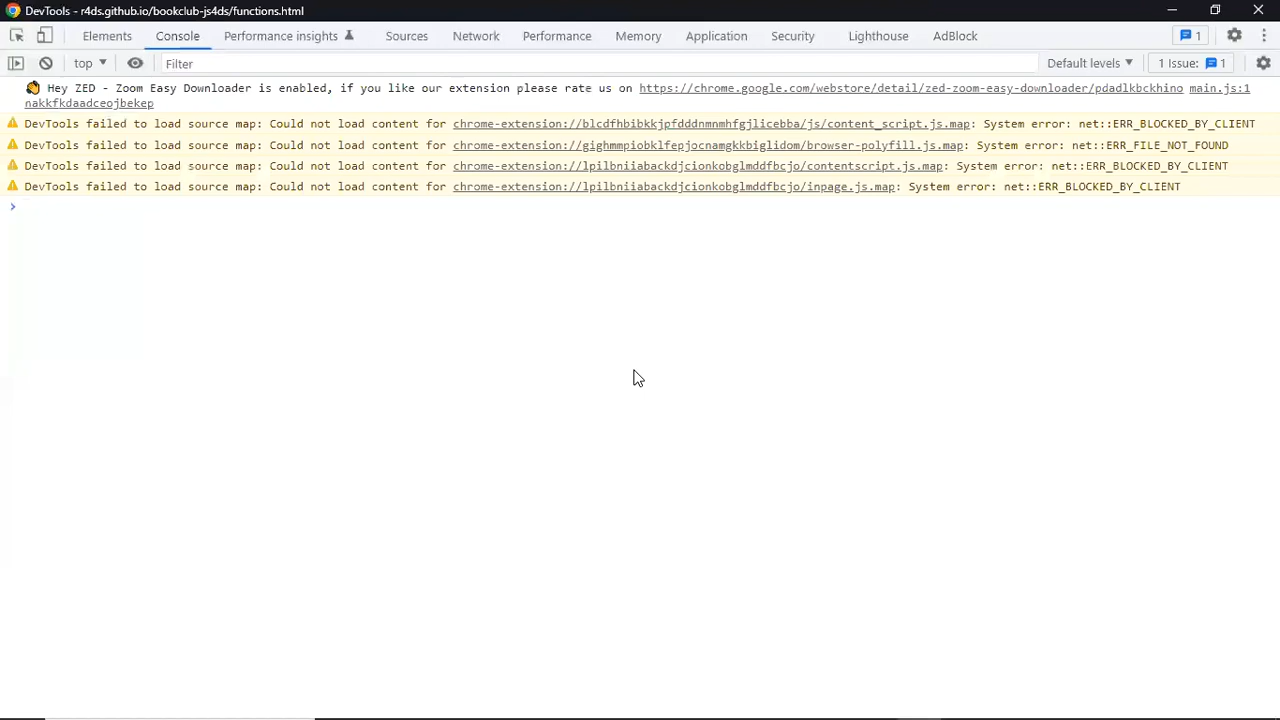 DevTools - r4ds.github.io/bookclub-js4ds/functions.html
Elements Console Performance insights Sources Network Performance Memory Application Security Lighthouse AdBlock 1
top Filter Default levels 1 Issue: 1
Hey ZED - Zoom Easy Downloader is enabled, if you like our extension please rate us on https://chrome.google.com/webstore/detail/zed-zoom-easy-downloader/pdadlkbckhino main.js:1
nakkfkdaadceojbekep
DevTools failed to load source map: Could not load content for chrome-extension://blcdfhbibkkjpfdddnmnmhfgjlicebba/js/content_script.js.map: System error: net::ERR_BLOCKED_BY_CLIENT
DevTools failed to load source map: Could not load content for chrome-extension://gighmmpiobklfepjocnamgkkbiglidom/browser-polyfill.js.map: System error: net::ERR_FILE_NOT_FOUND
DevTools failed to load source map: Could not load content for chrome-extension://lpilbniiabackdjcionkobglmddfbcjo/contentscript.js.map: System error: net::ERR_BLOCKED_BY_CLIENT
DevTools failed to load source map: Could not load content for chrome-extension://lpilbniiabackdjcionkobglmddfbcjo/inpage.js.map: System error: net::ERR_BLOCKED_BY_CLIENT